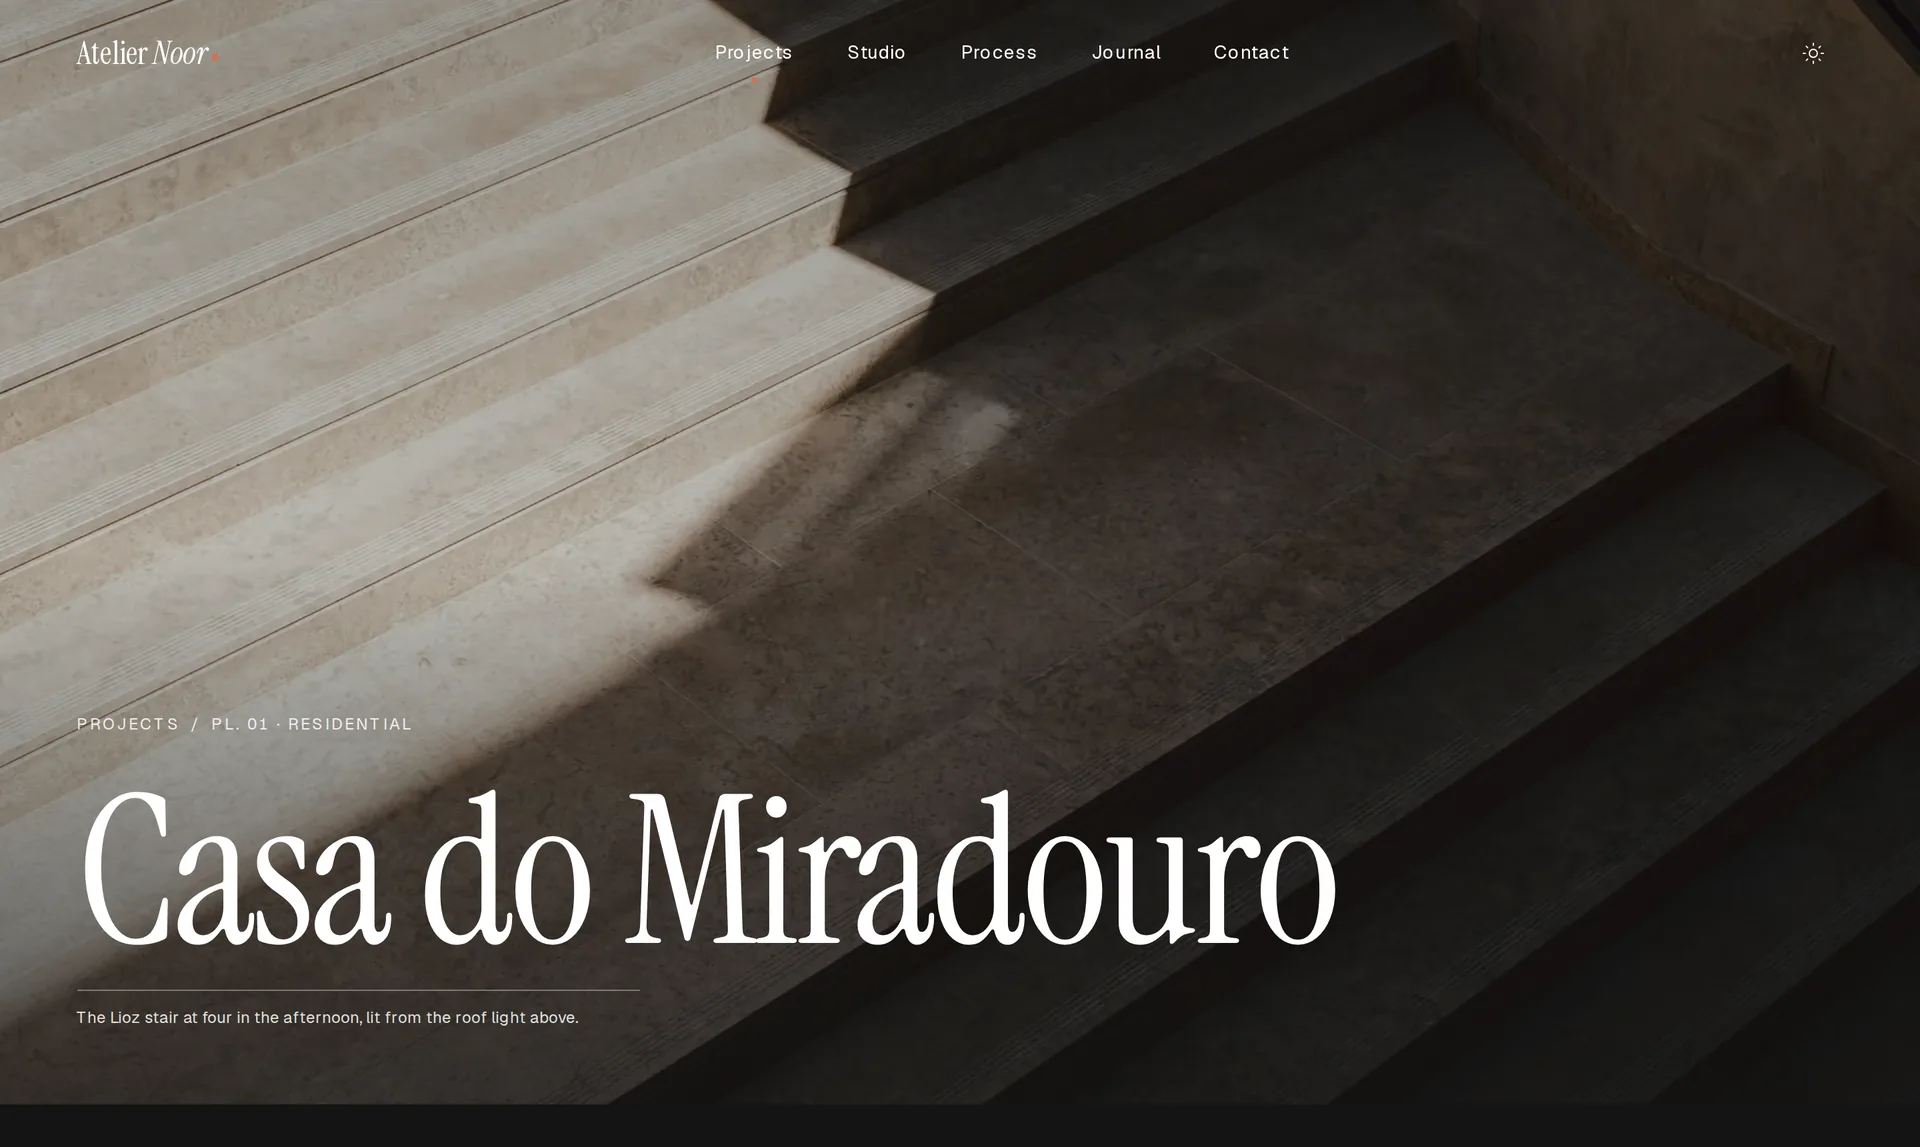 Atelier Noor
Projects
Studio
Process
Journal
Contact
PROJECTS / PL. 01 · RESIDENTIAL
Casa do Miradouro
The Lioz stair at four in the afternoon, lit from the roof light above.